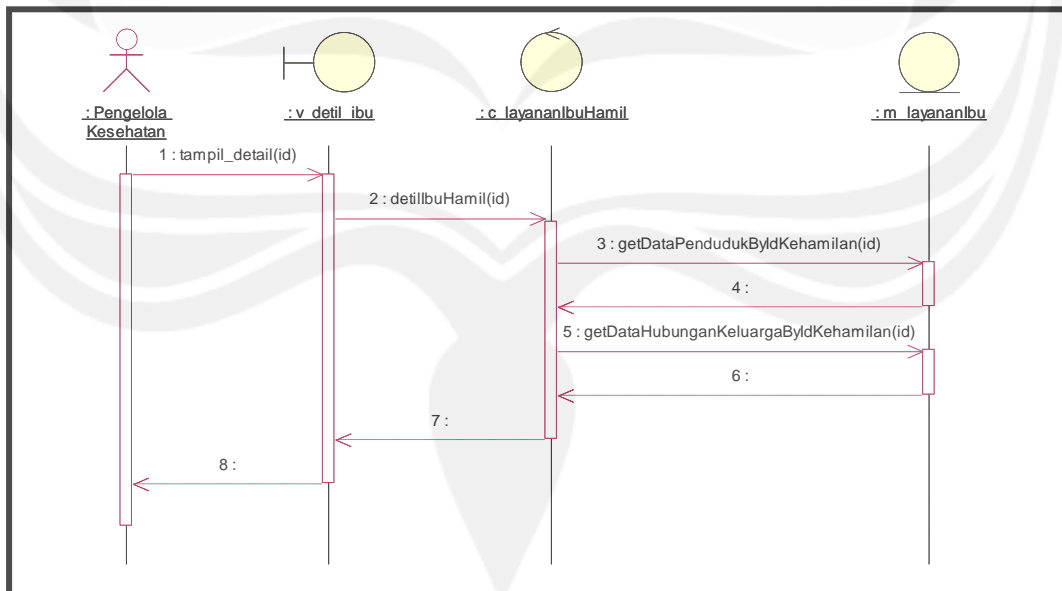 : Pengelola
Kesehatan
: v_detil_ibu
: c_layananIbuHamil
: m_layananIbu
1 : tampil_detail(id)
2 : detilIbuHamil(id)
3 : getDataPendudukByIdKehamilan(id)
4 :
5 : getDataHubunganKeluargaByIdKehamilan(id)
6 :
7 :
8 :